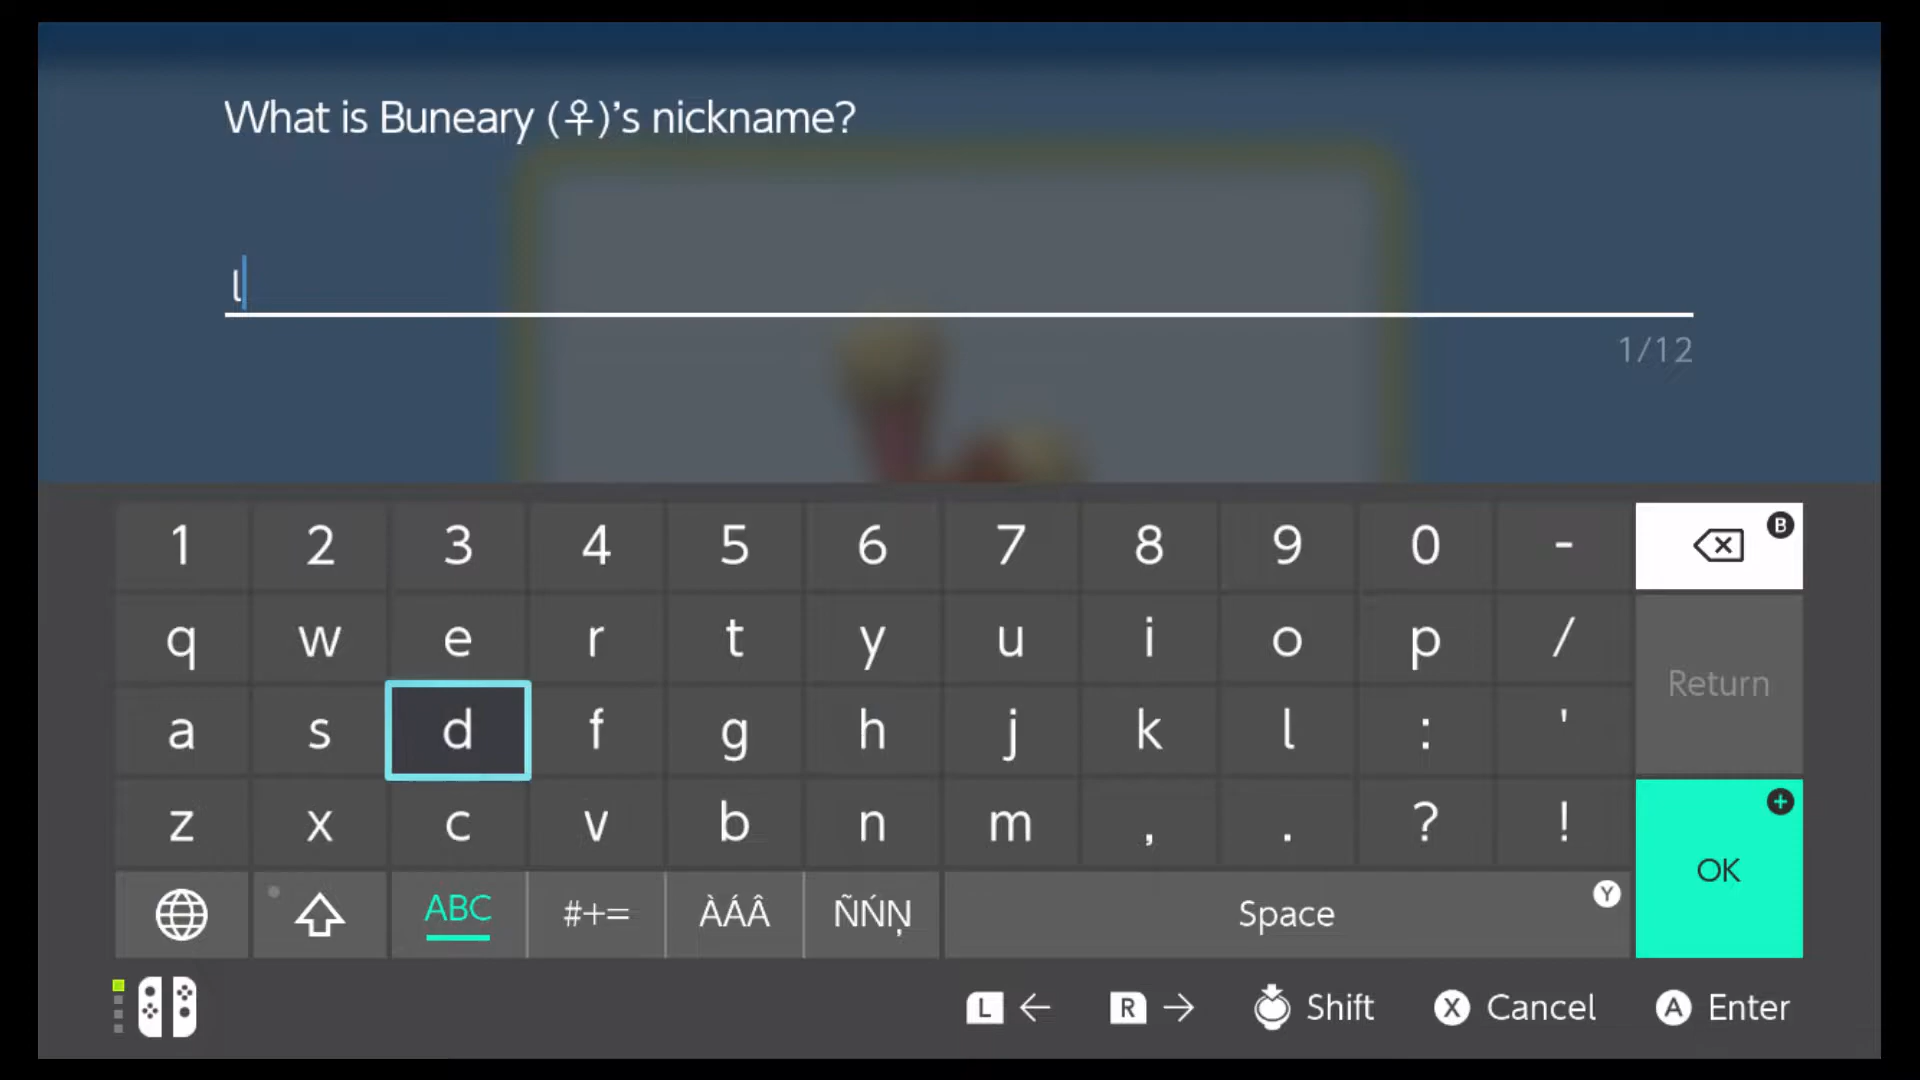 What is Buneary (♀)'s nickname?
l
1/12
1 2 3 4 5 6 7 8 9 0 - B
q w e r t y u i o p /
Return
a s d f g h j k l : '
z x c v b n m , . ? ! +
OK
ABC #+= ÀÁÂ ÑŃŅ Space Y
L ← R → Shift X Cancel A Enter